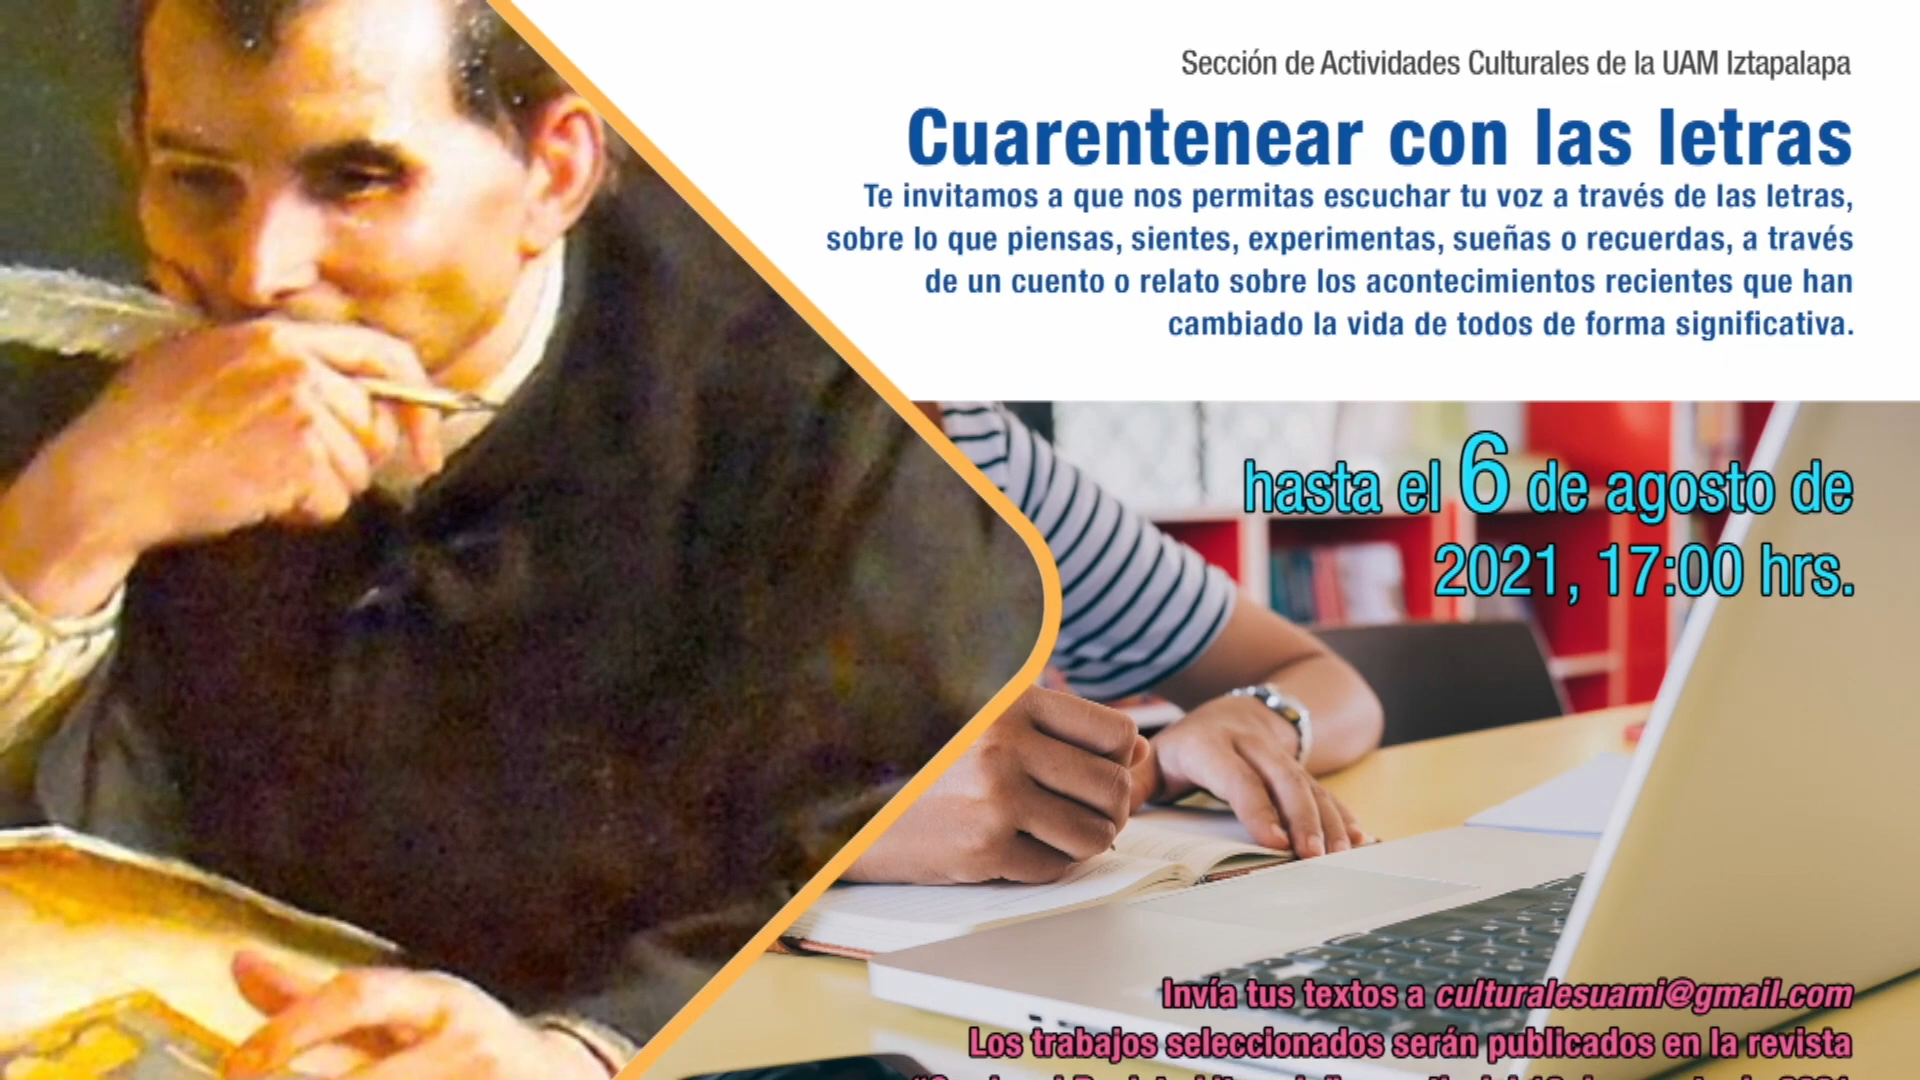 Sección de Actividades Culturales de la UAM Iztapalapa
Cuarentenear con las letras
Te invitamos a que nos permitas escuchar tu voz a través de las letras,
sobre lo que piensas, sientes, experimentas, sueñas o recuerdas, a través
de un cuento o relato sobre los acontecimientos recientes que han
cambiado la vida de todos de forma significativa.
hasta el 6 de agosto de
2021, 17:00 hrs.
Invía tus textos a culturalesuami@gmail.com
Los trabajos seleccionados serán publicados en la revista